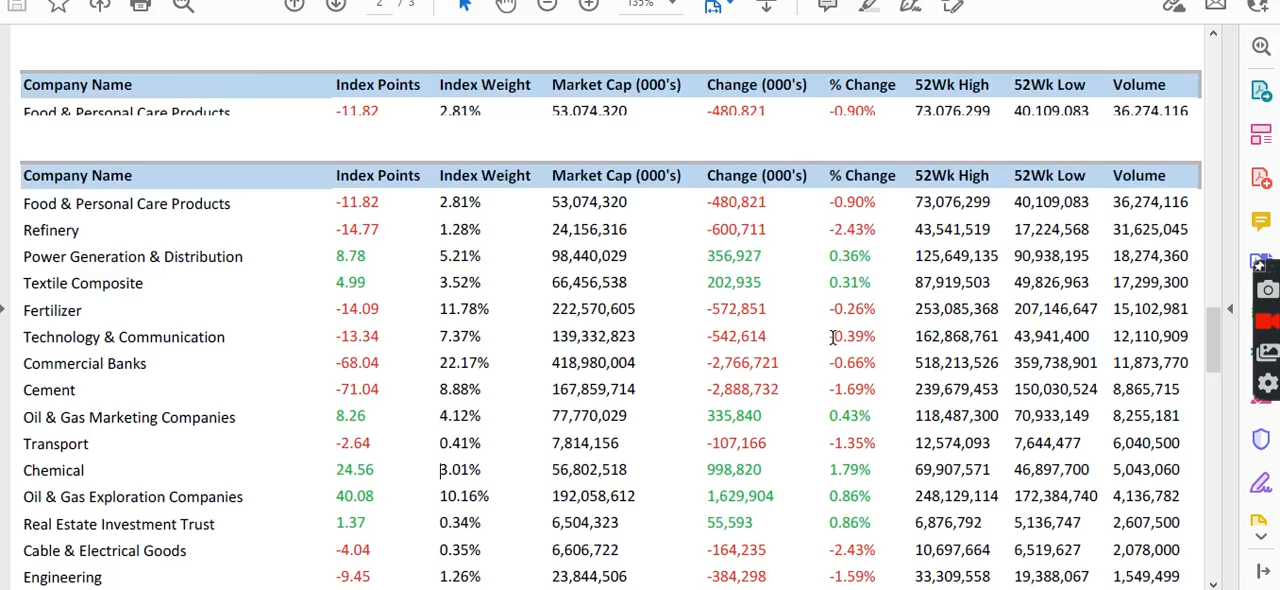 2 / 3
135%
Company Name Index Points Index Weight Market Cap (000's) Change (000's) % Change 52Wk High 52Wk Low Volume
Food & Personal Care Products -11.82 2.81% 53,074,320 -480,821 -0.90% 73,076,299 40,109,083 36,274,116
Company Name Index Points Index Weight Market Cap (000's) Change (000's) % Change 52Wk High 52Wk Low Volume
Food & Personal Care Products -11.82 2.81% 53,074,320 -480,821 -0.90% 73,076,299 40,109,083 36,274,116
Refinery -14.77 1.28% 24,156,316 -600,711 -2.43% 43,541,519 17,224,568 31,625,045
Power Generation & Distribution 8.78 5.21% 98,440,029 356,927 0.36% 125,649,135 90,938,195 18,274,360
Textile Composite 4.99 3.52% 66,456,538 202,935 0.31% 87,919,503 49,826,963 17,299,300
Fertilizer -14.09 11.78% 222,570,605 -572,851 -0.26% 253,085,368 207,146,647 15,102,981
Technology & Communication -13.34 7.37% 139,332,823 -542,614 -0.39% 162,868,761 43,941,400 12,110,909
Commercial Banks -68.04 22.17% 418,980,004 -2,766,721 -0.66% 518,213,526 359,738,901 11,873,770
Cement -71.04 8.88% 167,859,714 -2,888,732 -1.69% 239,679,453 150,030,524 8,865,715
Oil & Gas Marketing Companies 8.26 4.12% 77,770,029 335,840 0.43% 118,487,300 70,933,149 8,255,181
Transport -2.64 0.41% 7,814,156 -107,166 -1.35% 12,574,093 7,644,477 6,040,500
Chemical 24.56 3.01% 56,802,518 998,820 1.79% 69,907,571 46,897,700 5,043,060
Oil & Gas Exploration Companies 40.08 10.16% 192,058,612 1,629,904 0.86% 248,129,114 172,384,740 4,136,782
Real Estate Investment Trust 1.37 0.34% 6,504,323 55,593 0.86% 6,876,792 5,136,747 2,607,500
Cable & Electrical Goods -4.04 0.35% 6,606,722 -164,235 -2.43% 10,697,664 6,519,627 2,078,000
Engineering -9.45 1.26% 23,844,506 -384,298 -1.59% 33,309,558 19,388,067 1,549,499